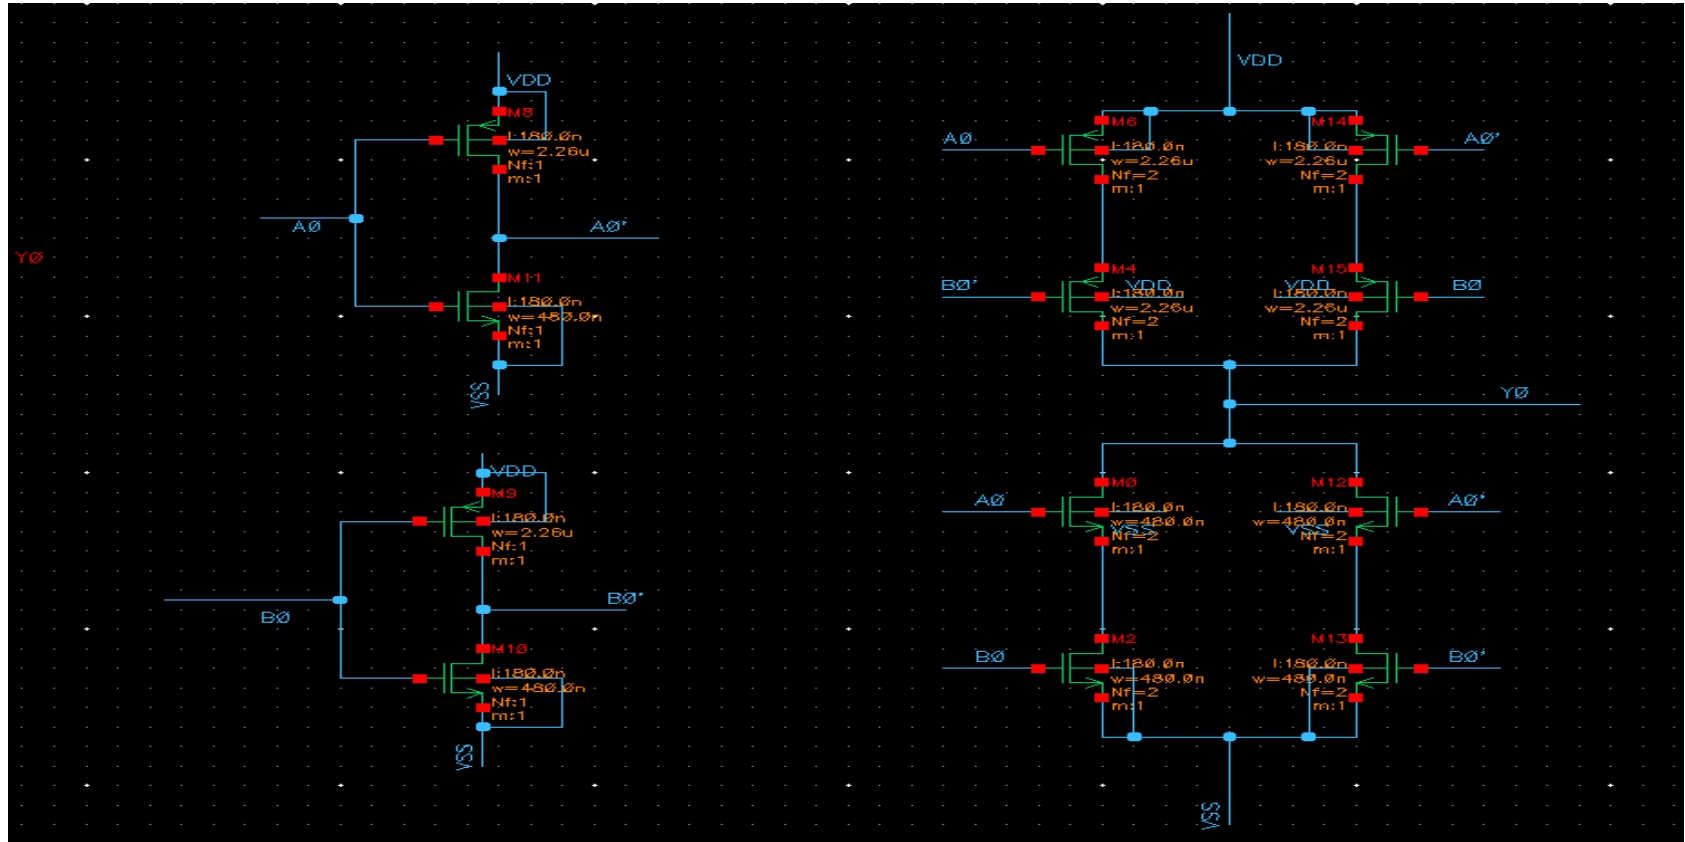 VDD
M8
l:180.0n
w=2.26u
Nf:1
m:1
A0
A0'
M11
l:180.0n
w=480.0n
Nf:1
m:1
VSS
Y0
VDD
M9
l:180.0n
w=2.26u
Nf:1
m:1
B0
B0'
M10
l:180.0n
w=480.0n
Nf:1
m:1
VSS
VDD
A0
M6
l:180.0n
w=2.26u
Nf=2
m:1
M14
l:180.0n
w=2.26u
Nf=2
m:1
A0'
B0'
M4
VDD
l:180.0n
w=2.26u
Nf=2
m:1
M15
VDD
l:180.0n
w=2.26u
Nf=2
m:1
B0
Y0
A0
M0
l:180.0n
w=480.0n
VSS
Nf=2
m:1
M12
l:180.0n
w=480.0n
VSS
Nf=2
m:1
A0'
B0
M2
l:180.0n
w=480.0n
Nf=2
m:1
M13
l:180.0n
w=480.0n
Nf=2
m:1
B0'
VSS